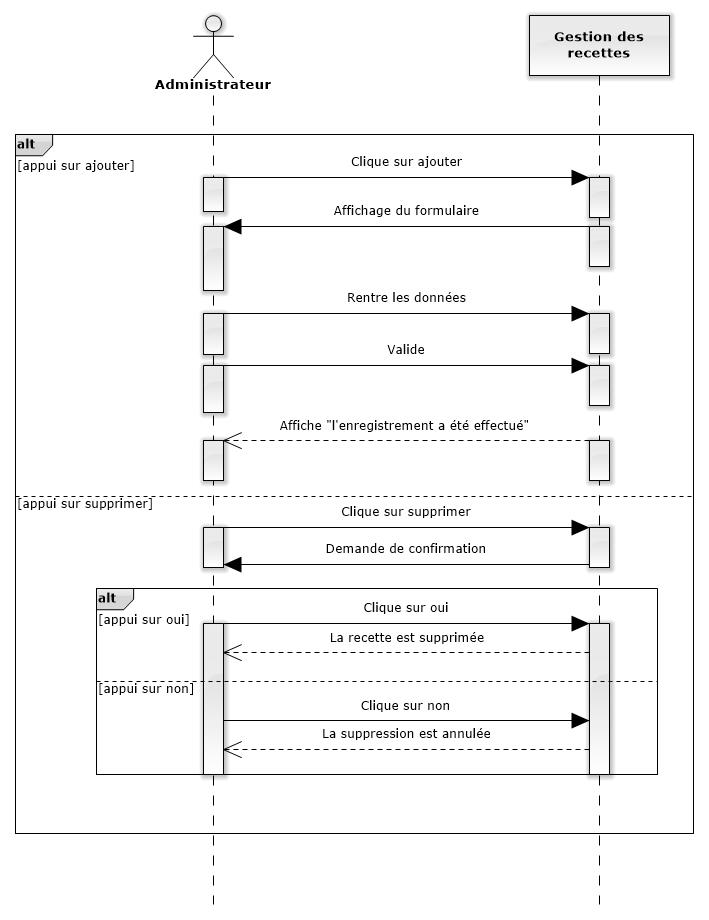 Administrateur
Gestion des
recettes
alt
[appui sur ajouter]
Clique sur ajouter
Affichage du formulaire
Rentre les données
Valide
Affiche "l'enregistrement a été effectué"
[appui sur supprimer]
Clique sur supprimer
Demande de confirmation
alt
[appui sur oui]
Clique sur oui
La recette est supprimée
[appui sur non]
Clique sur non
La suppression est annulée